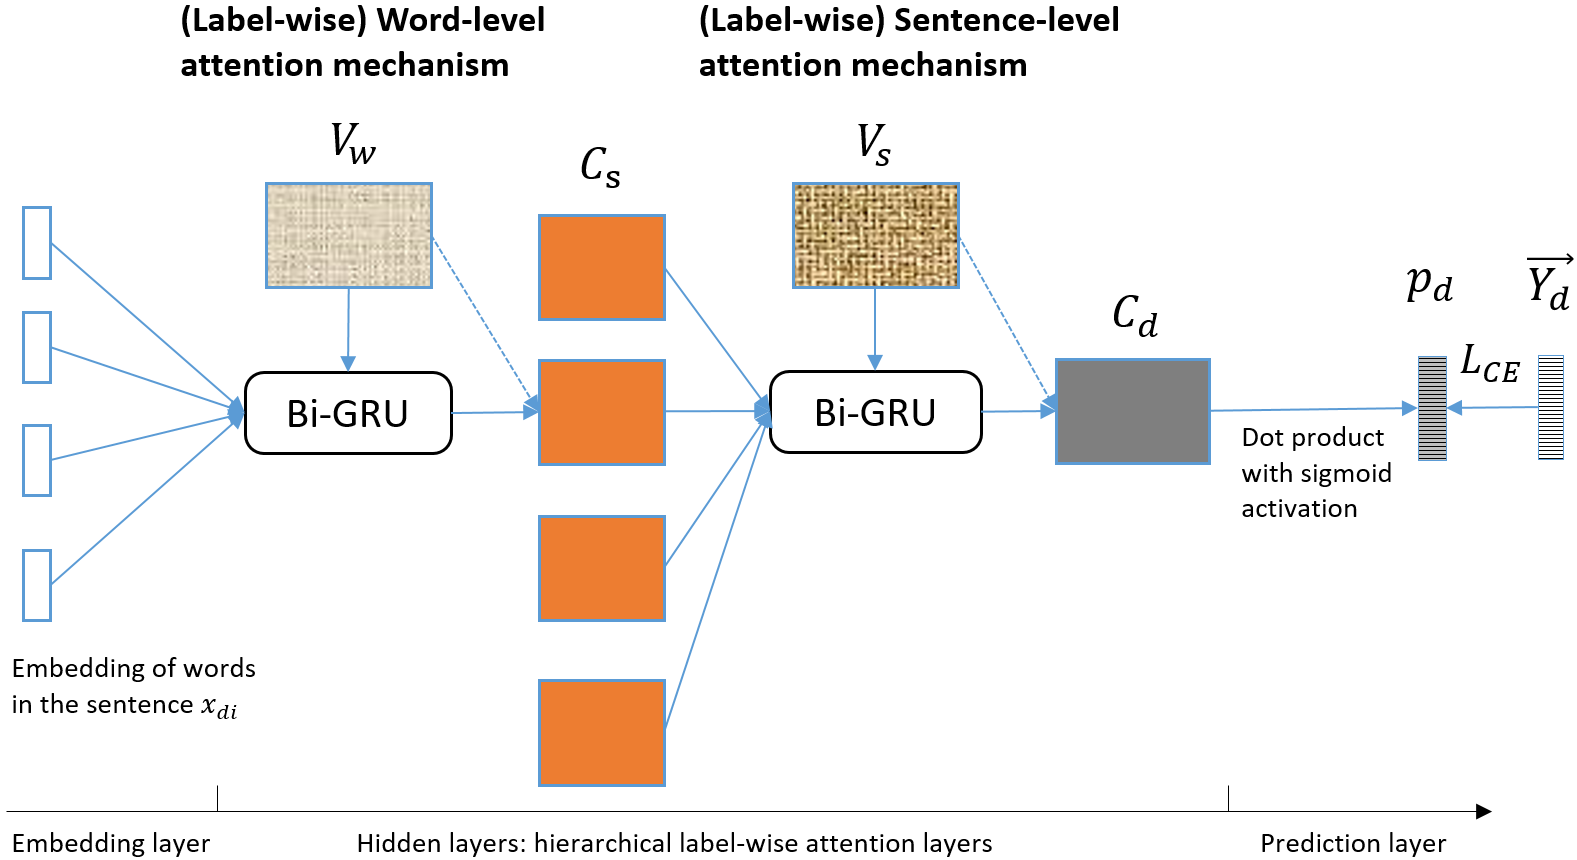 (Label-wise) Word-level
attention mechanism
(Label-wise) Sentence-level
attention mechanism
V_w
C_s
V_s
C_d
p_d
\overrightarrow{Y_d}
L_{CE}
Bi-GRU
Bi-GRU
Dot product
with sigmoid
activation
Embedding of words
in the sentence x_{di}
Embedding layer
Hidden layers: hierarchical label-wise attention layers
Prediction layer